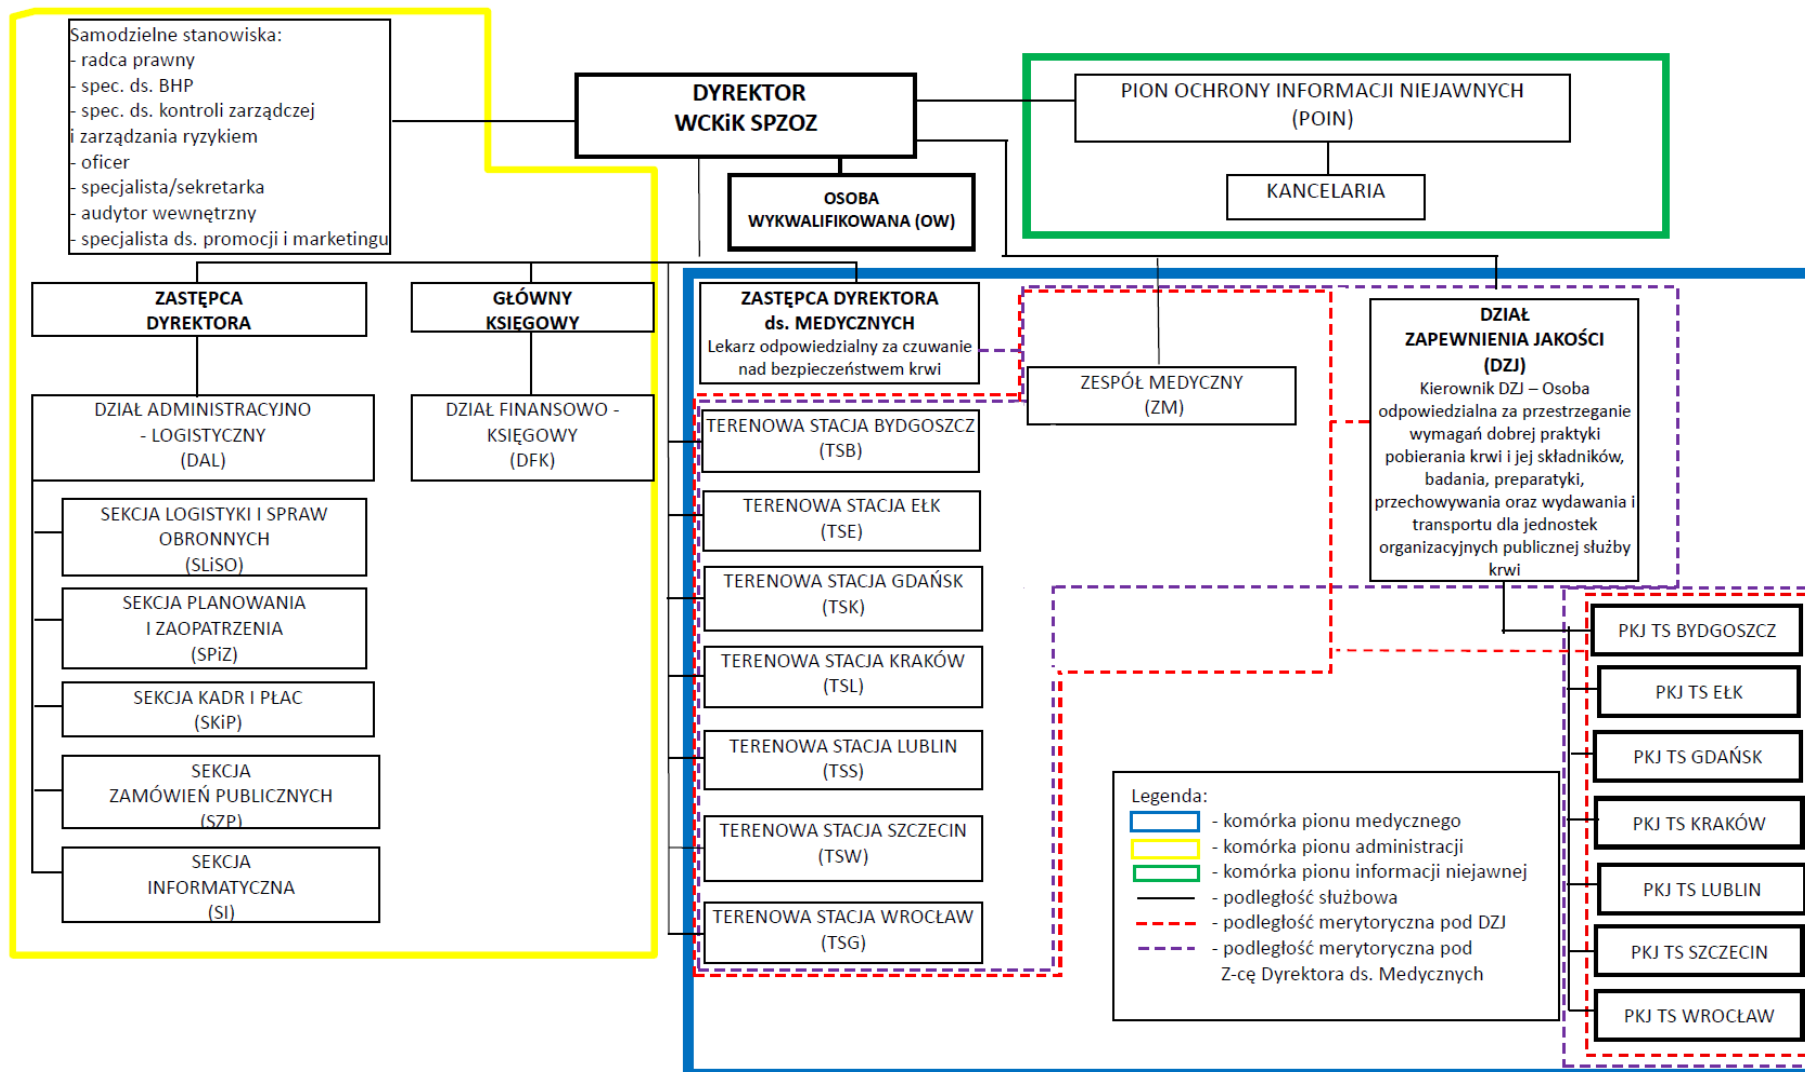 Samodzielne stanowiska:
- radca prawny
- spec. ds. BHP
- spec. ds. kontroli zarządczej
i zarządzania ryzykiem
- oficer
- specjalista/sekretarka
- audytor wewnętrzny
- specjalista ds. promocji i marketingu
DYREKTOR
WCKiK SPZOZ
OSOBA
WYKWALIFIKOWANA (OW)
PION OCHRONY INFORMACJI NIEJAWNYCH
(POIN)
KANCELARIA
ZASTĘPCA
DYREKTORA
GŁÓWNY
KSIĘGOWY
ZASTĘPCA DYREKTORA
ds. MEDYCZNYCH
Lekarz odpowiedzialny za czuwanie
nad bezpieczeństwem krwi
ZESPÓŁ MEDYCZNY
(ZM)
DZIAŁ
ZAPEWNIENIA JAKOŚCI
(DZJ)
Kierownik DZJ – Osoba
odpowiedzialna za przestrzeganie
wymagań dobrej praktyki
pobierania krwi i jej składników,
badania, preparatyki,
przechowywania oraz wydawania i
transportu dla jednostek
organizacyjnych publicznej służby
krwi
DZIAŁ ADMINISTRACYJNO
- LOGISTYCZNY
(DAL)
DZIAŁ FINANSOWO -
KSIĘGOWY
(DFK)
SEKCJA LOGISTYKI I SPRAW
OBRONNYCH
(SLiSO)
SEKCJA PLANOWANIA
I ZAOPATRZENIA
(SPiZ)
SEKCJA KADR I PŁAC
(SKiP)
SEKCJA
ZAMÓWIEŃ PUBLICZNYCH
(SZP)
SEKCJA
INFORMATYCZNA
(SI)
TERENOWA STACJA BYDGOSZCZ
(TSB)
TERENOWA STACJA EŁK
(TSE)
TERENOWA STACJA GDAŃSK
(TSK)
TERENOWA STACJA KRAKÓW
(TSL)
TERENOWA STACJA LUBLIN
(TSS)
TERENOWA STACJA SZCZECIN
(TSW)
TERENOWA STACJA WROCŁAW
(TSG)
Legenda:
- komórka pionu medycznego
- komórka pionu administracji
- komórka pionu informacji niejawnej
- podległość służbowa
- podległość merytoryczna pod DZJ
- podległość merytoryczna pod
Z-cę Dyrektora ds. Medycznych
PKJ TS BYDGOSZCZ
PKJ TS EŁK
PKJ TS GDAŃSK
PKJ TS KRAKÓW
PKJ TS LUBLIN
PKJ TS SZCZECIN
PKJ TS WROCŁAW